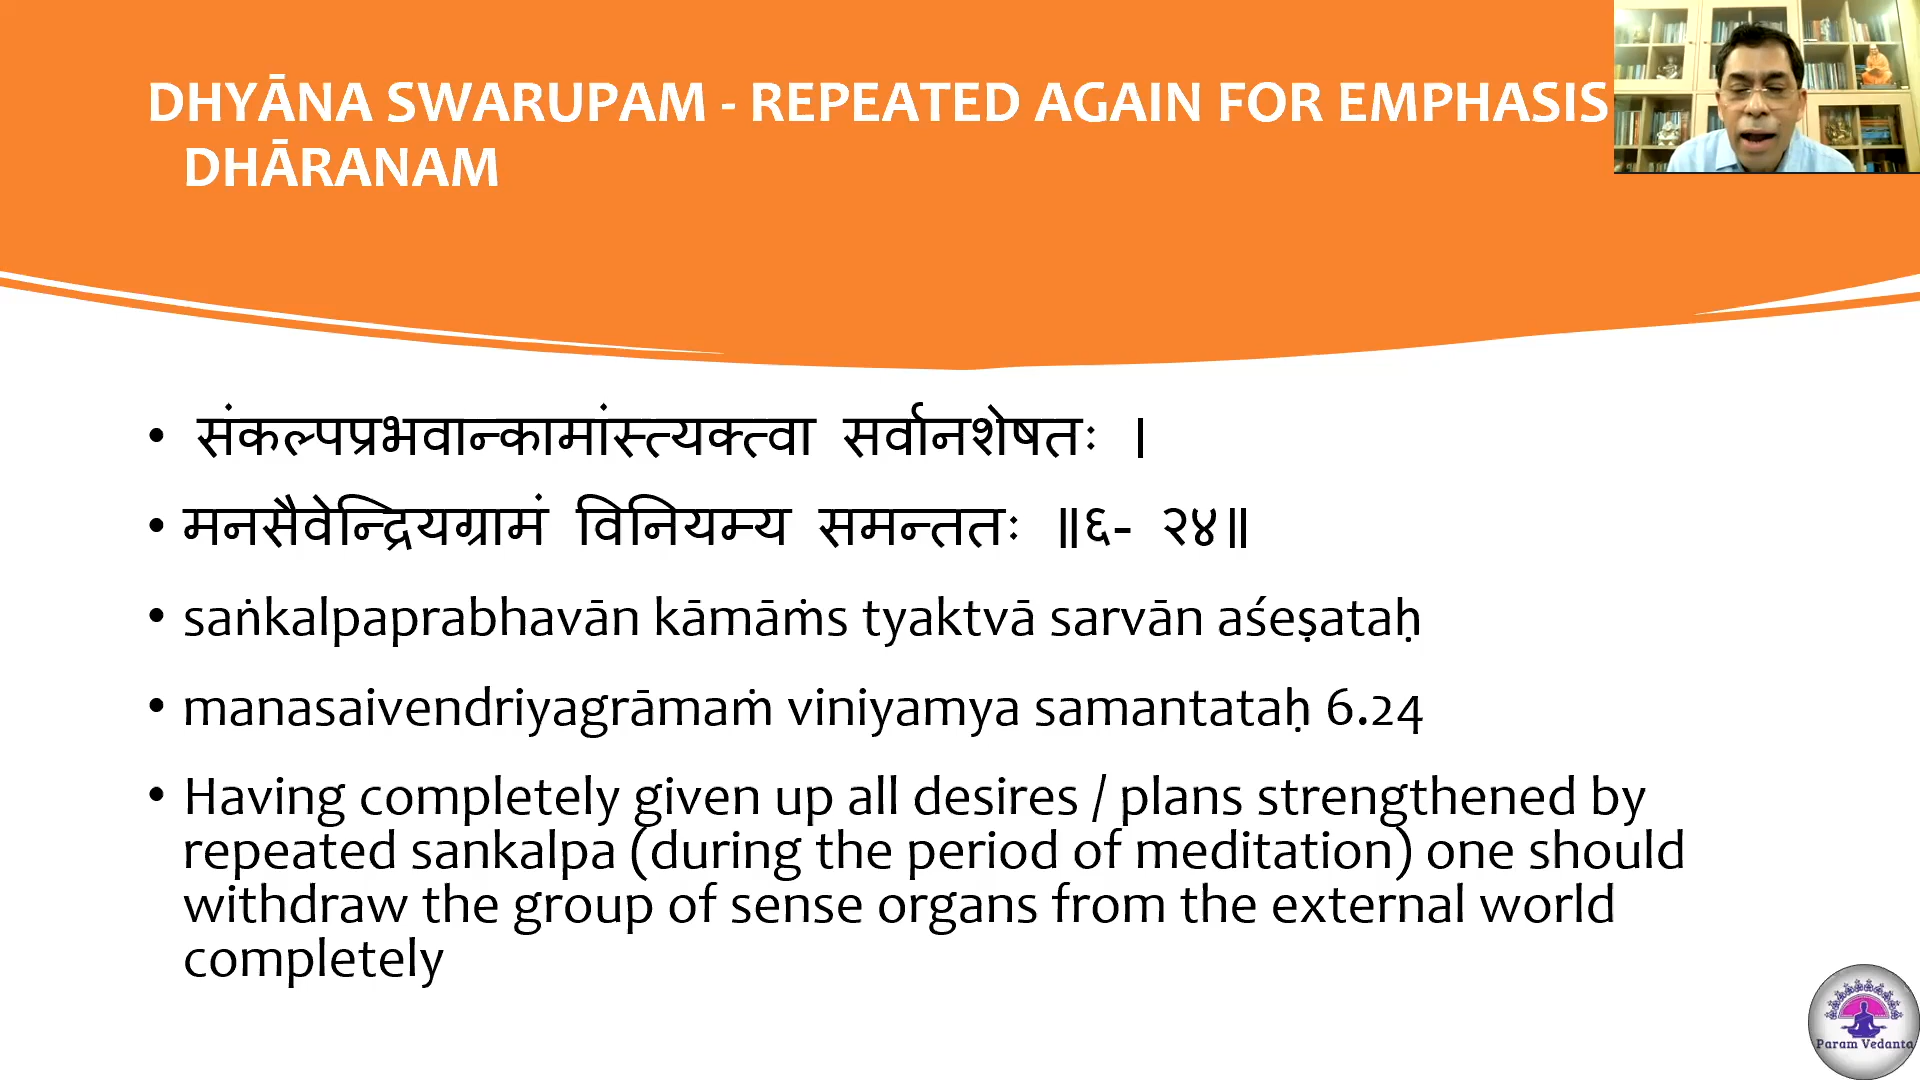 DHYĀNA SWARUPAM - REPEATED AGAIN FOR EMPHASIS
DHĀRANAM
• संकल्पप्रभवान्कामांस्त्यक्त्वा सर्वानशेषतः ।
• मनसैवेन्द्रियग्रामं विनियम्य समन्ततः ॥६- २४॥
• saṅkalpaprabhavān kāmāṁs tyaktvā sarvān aśeṣataḥ
• manasaivendriyagrāmaṁ viniyamya samantataḥ 6.24
• Having completely given up all desires / plans strengthened by
repeated sankalpa (during the period of meditation) one should
withdraw the group of sense organs from the external world
completely
Param Vedanta